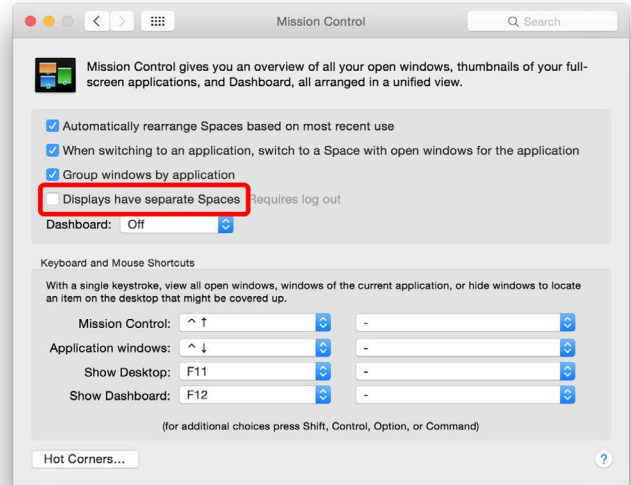 Mission Control
Search
Mission Control gives you an overview of all your open windows, thumbnails of your full-
screen applications, and Dashboard, all arranged in a unified view.
Automatically rearrange Spaces based on most recent use
When switching to an application, switch to a Space with open windows for the application
Group windows by application
Displays have separate Spaces Requires log out
Dashboard: Off
Keyboard and Mouse Shortcuts
With a single keystroke, view all open windows, windows of the current application, or hide windows to locate
an item on the desktop that might be covered up.
Mission Control: ^ ↑ -
Application windows: ^ ↓ -
Show Desktop: F11 -
Show Dashboard: F12 -
(for additional choices press Shift, Control, Option, or Command)
Hot Corners... ?